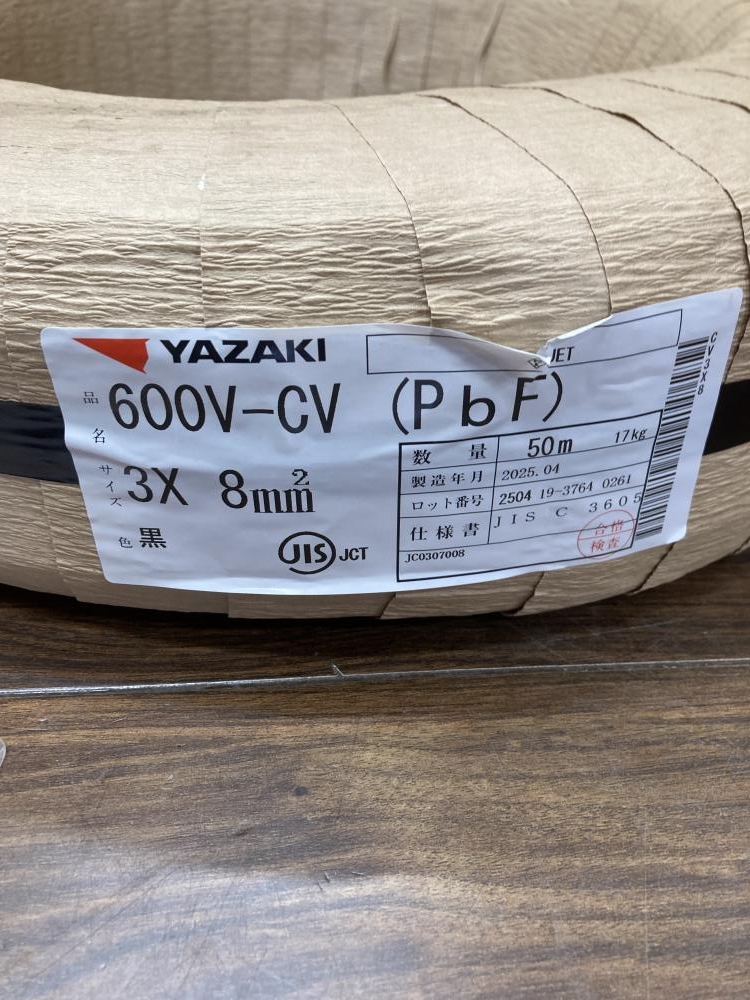 YAZAKI
JET
品名 600V-CV (PbF)
サイズ 3X 8mm²
色 黒
JIS JCT
数量 50m 17kg
製造年月 2025.04
ロット番号 2504 19-3764 0261
仕様書 JIS C 3605
合格
検査
JC0307008
CV3X8